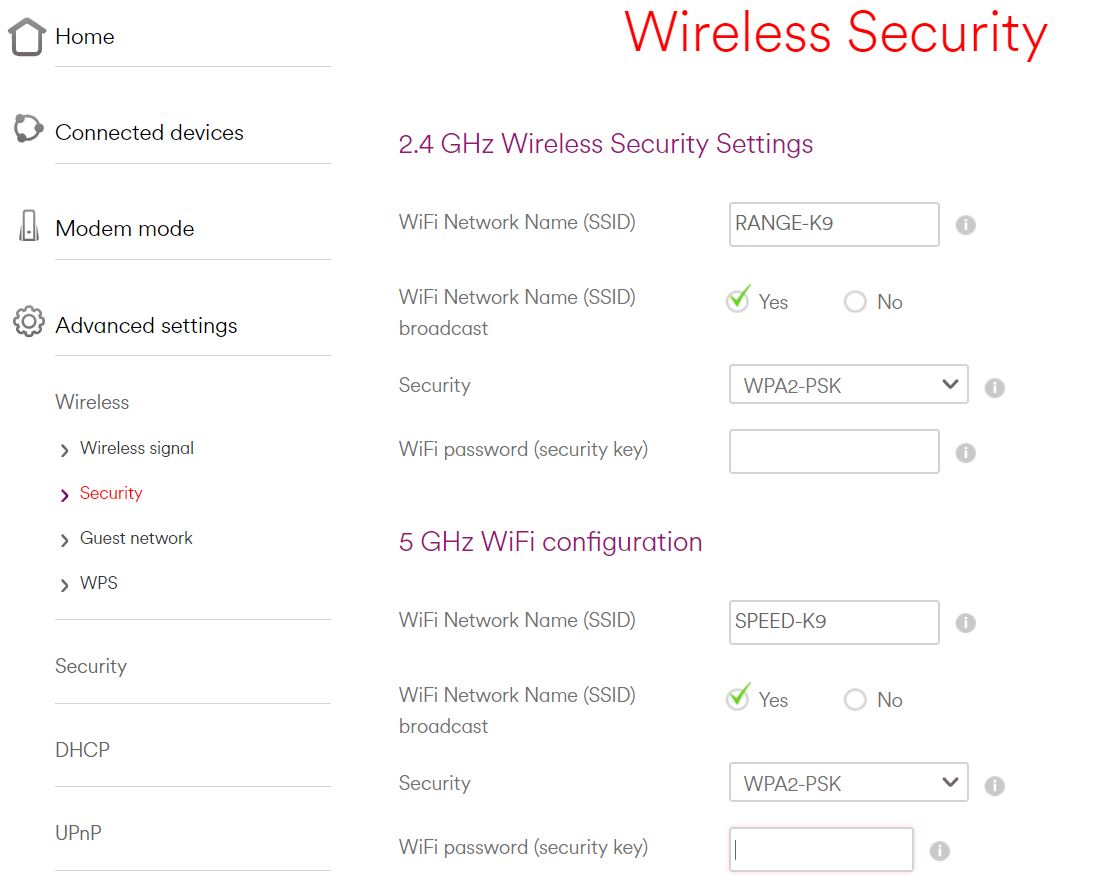 Home
Connected devices
Modem mode
Advanced settings
Wireless
Wireless signal
Security
Guest network
WPS
Security
DHCP
UPnP
Wireless Security
2.4 GHz Wireless Security Settings
WiFi Network Name (SSID)
RANGE-K9
WiFi Network Name (SSID)
broadcast
Yes
No
Security
WPA2-PSK
WiFi password (security key)
5 GHz WiFi configuration
WiFi Network Name (SSID)
SPEED-K9
WiFi Network Name (SSID)
broadcast
Yes
No
Security
WPA2-PSK
WiFi password (security key)